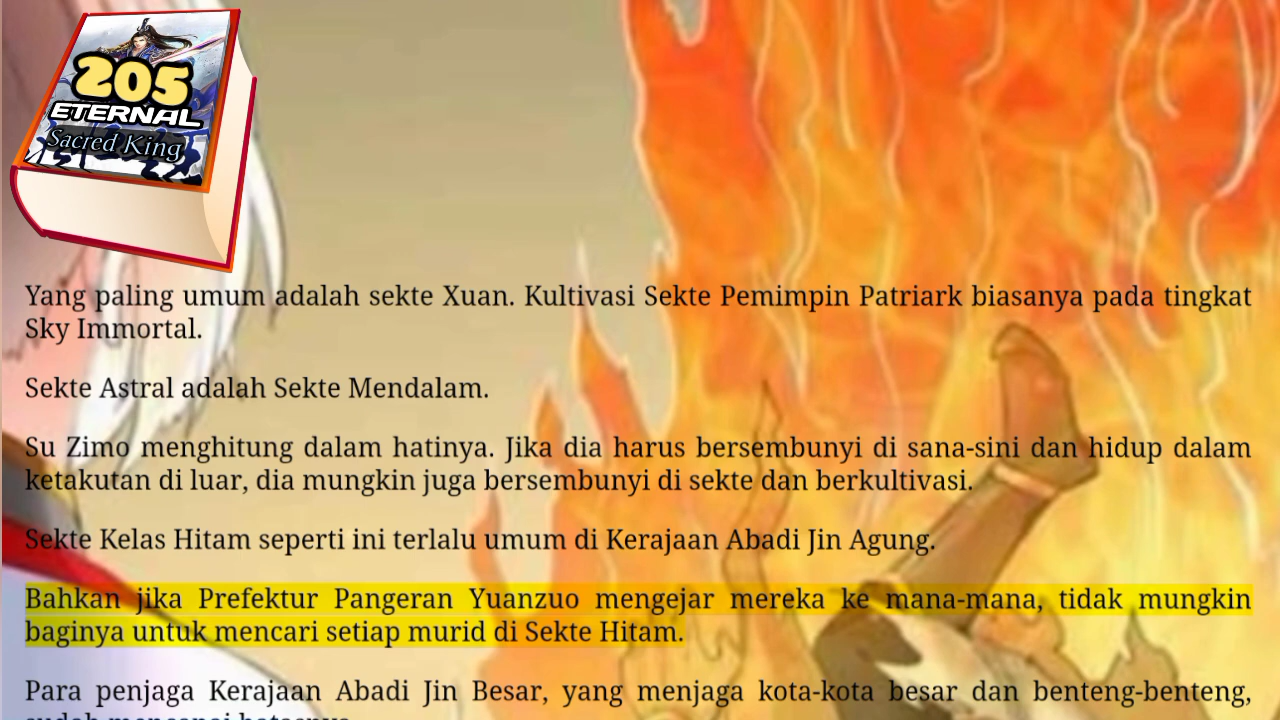 205
ETERNAL
Sacred King
Yang paling umum adalah sekte Xuan. Kultivasi Sekte Pemimpin Patriark biasanya pada tingkat
Sky Immortal.
Sekte Astral adalah Sekte Mendalam.
Su Zimo menghitung dalam hatinya. Jika dia harus bersembunyi di sana-sini dan hidup dalam
ketakutan di luar, dia mungkin juga bersembunyi di sekte dan berkultivasi.
Sekte Kelas Hitam seperti ini terlalu umum di Kerajaan Abadi Jin Agung.
Bahkan jika Prefektur Pangeran Yuanzuo mengejar mereka ke mana-mana, tidak mungkin
baginya untuk mencari setiap murid di Sekte Hitam.
Para penjaga Kerajaan Abadi Jin Besar, yang menjaga kota-kota besar dan benteng-benteng,